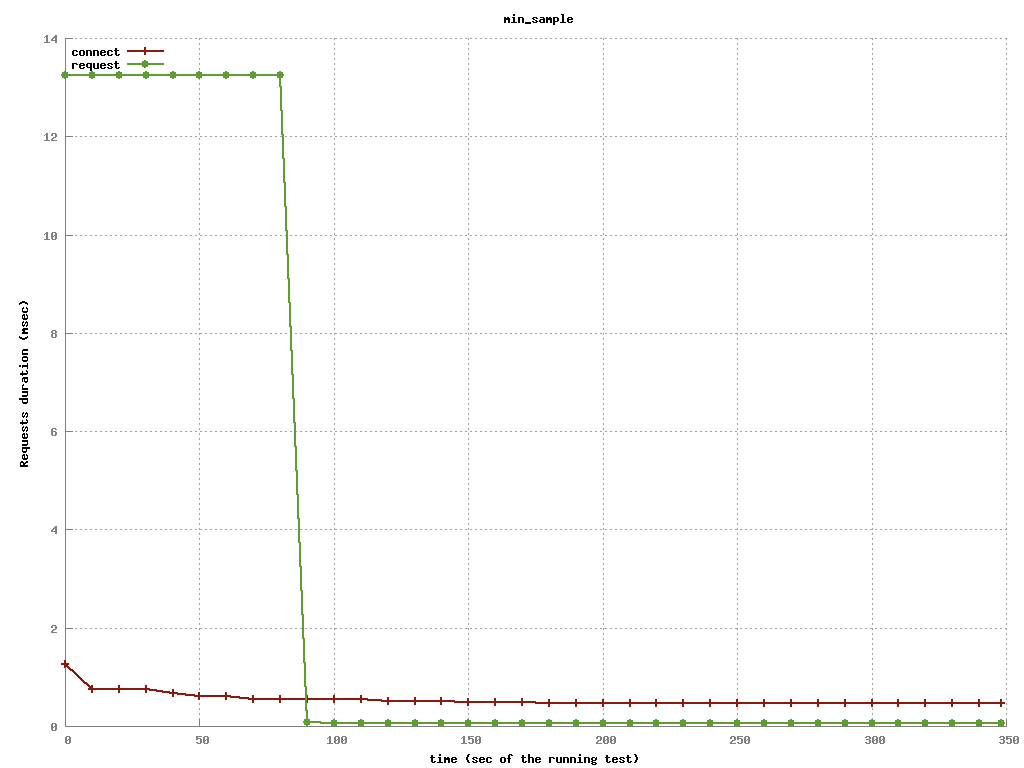 min_sample
connect
request
14
12
10
8
6
4
2
0
Requests duration (msec)
0 50 100 150 200 250 300 350
time (sec of the running test)